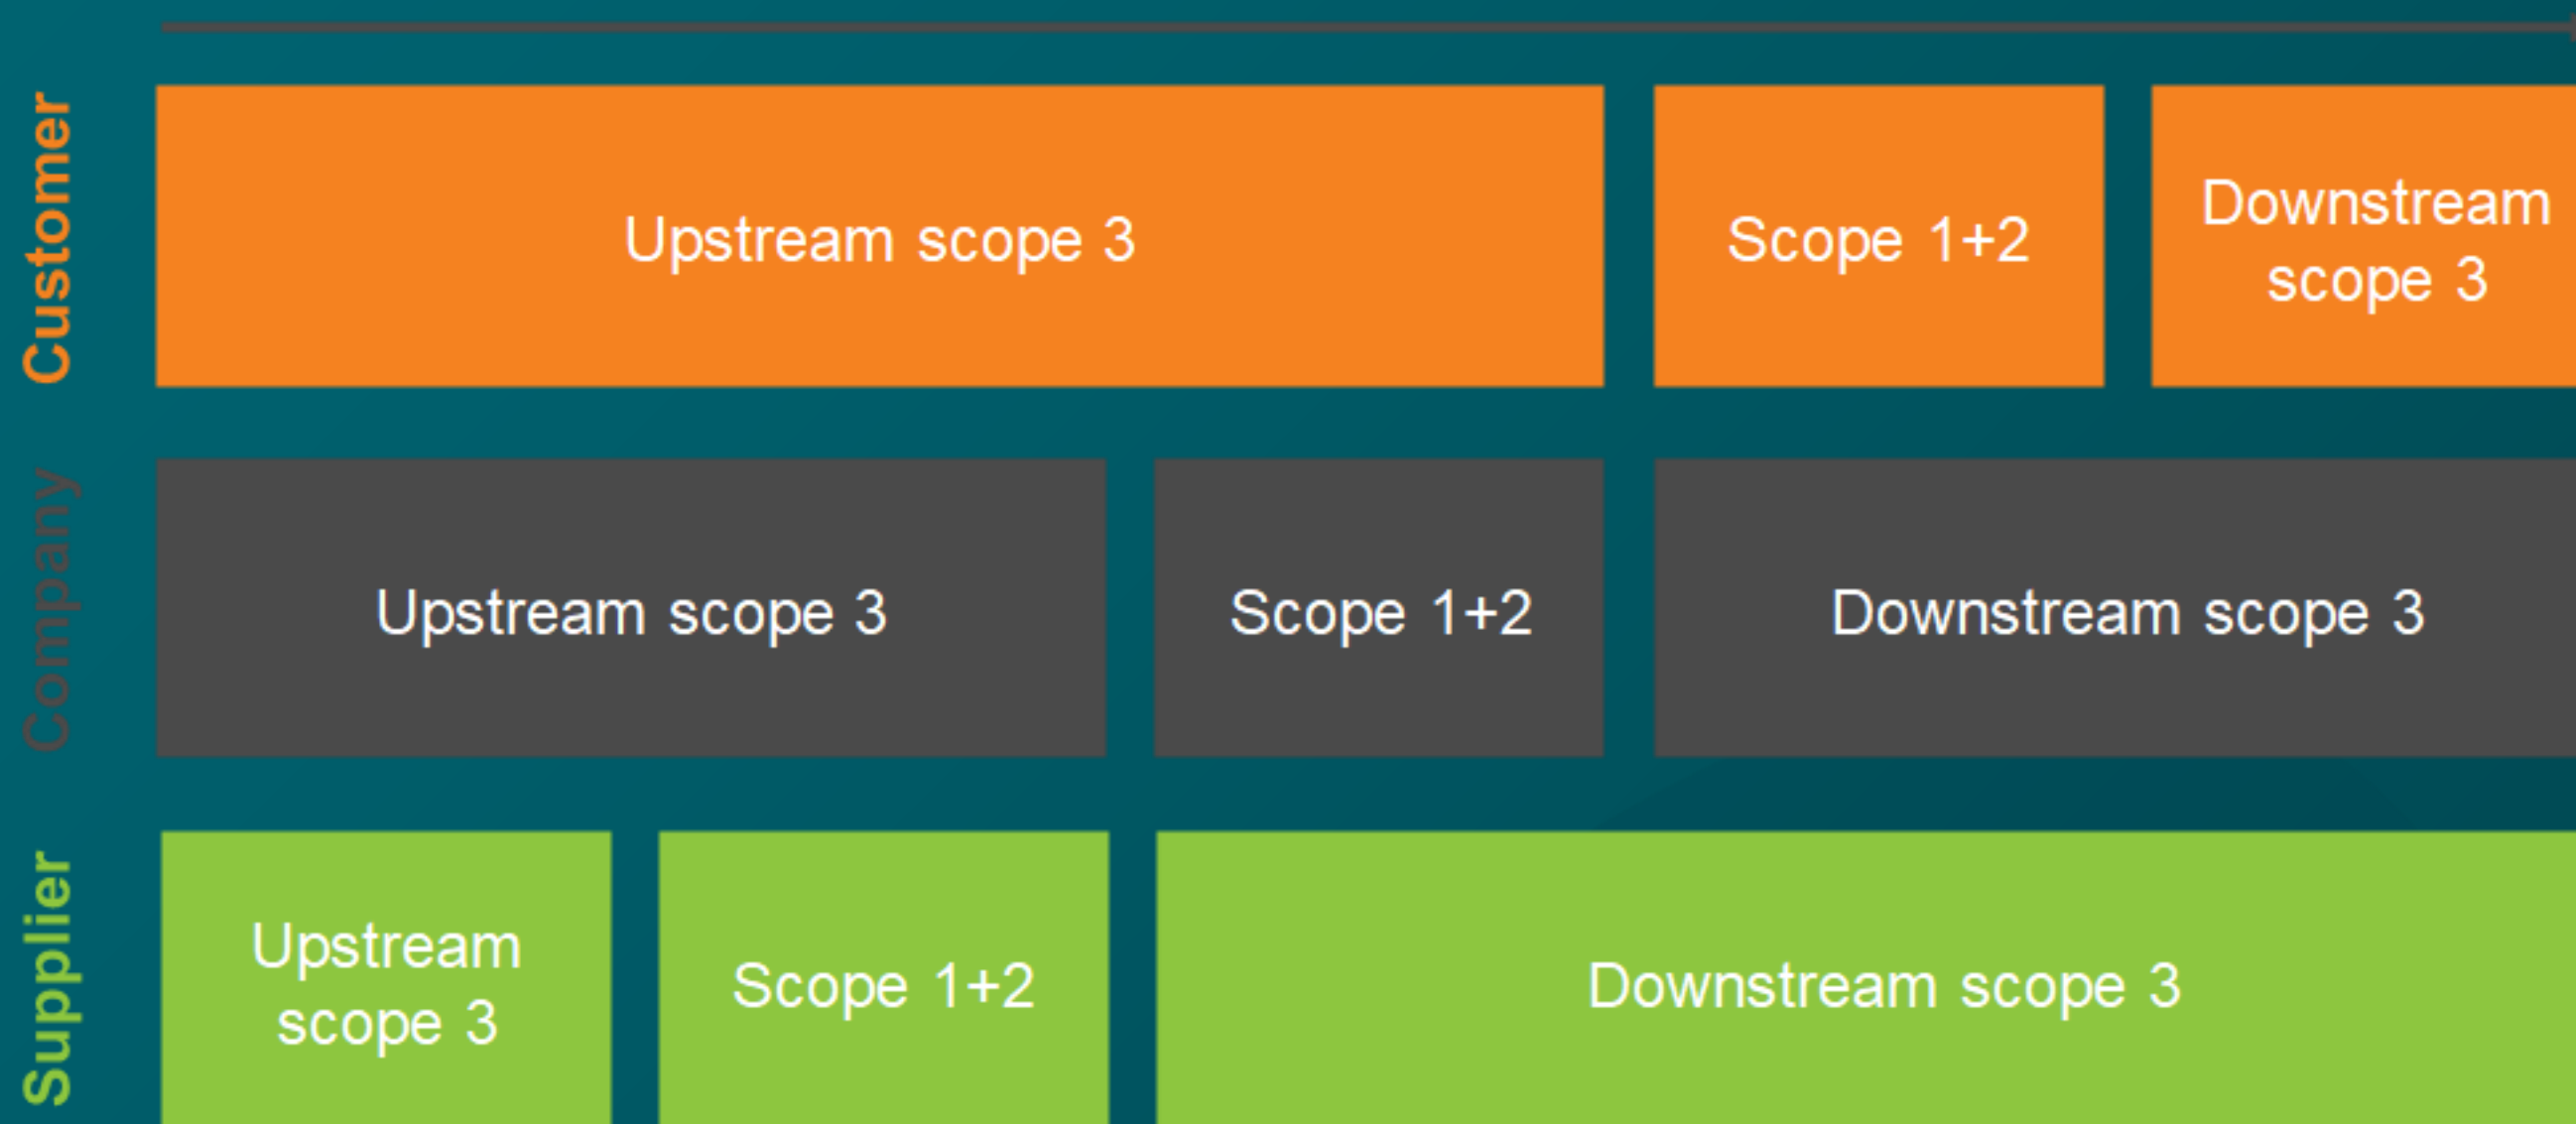 Customer
Upstream scope 3
Scope 1+2
Downstream
scope 3
Company
Upstream scope 3
Scope 1+2
Downstream scope 3
Supplier
Upstream
scope 3
Scope 1+2
Downstream scope 3